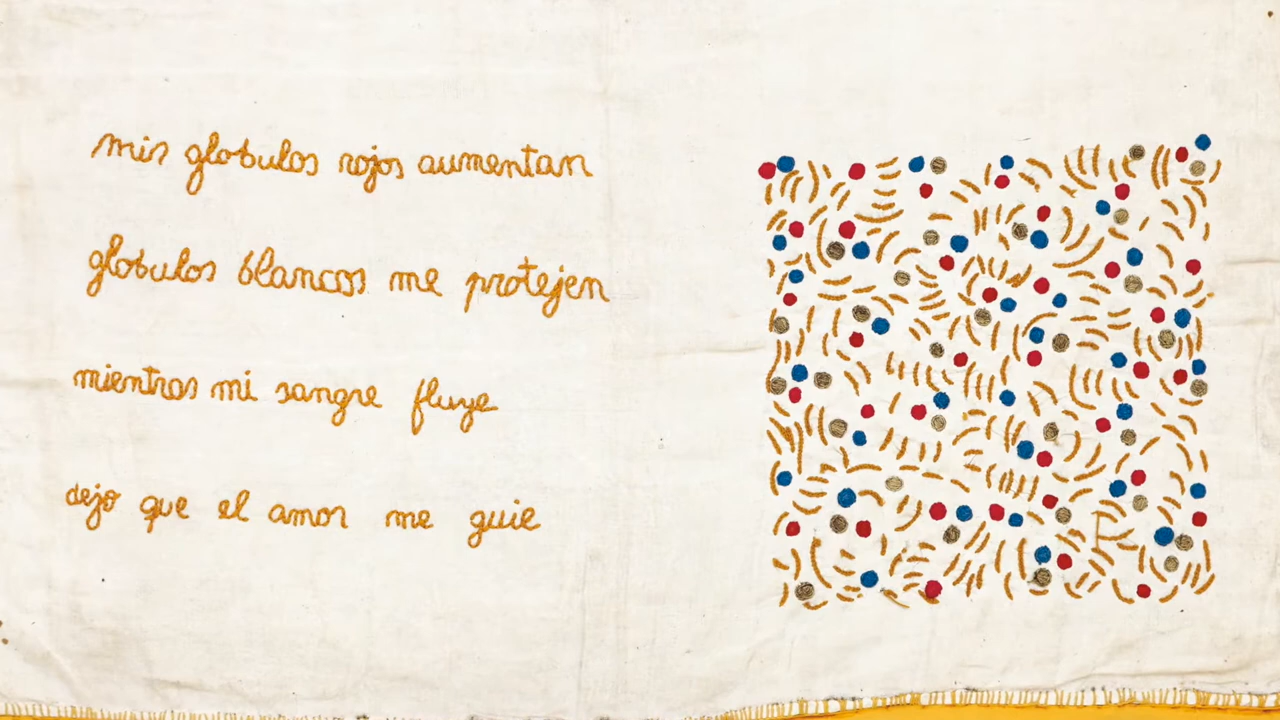 mis globulos rojos aumentan
globulos blancos me protejen
mientras mi sangre fluye
dejo que el amor me guie